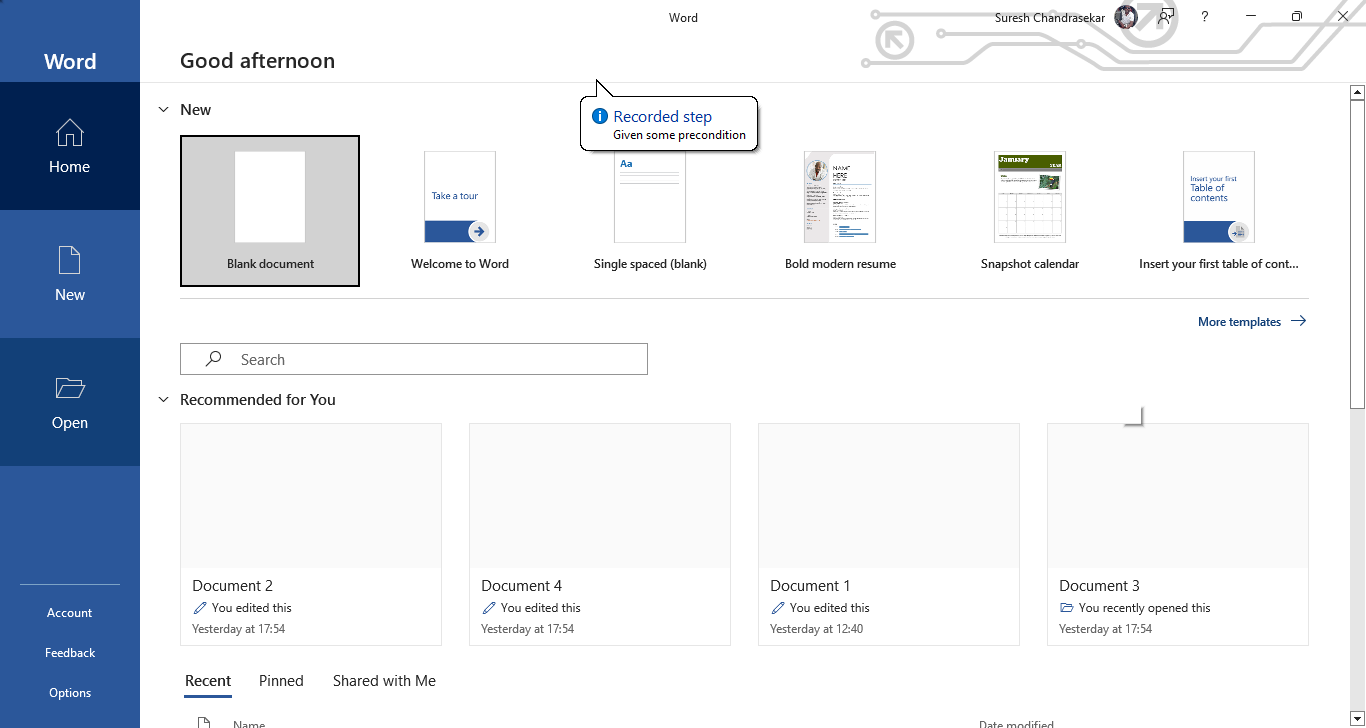 Word
Suresh Chandrasekar
?
Word
Good afternoon
Home
New
Open
Account
Feedback
Options
New
Recorded step
Given some precondition
Blank document
Take a tour
Welcome to Word
Aa
Single spaced (blank)
NAME
HERE
Bold modern resume
January
YEAR
Snapshot calendar
Insert your first
Table of
contents
Insert your first table of cont...
More templates
Search
Recommended for You
Document 2
You edited this
Yesterday at 17:54
Document 4
You edited this
Yesterday at 17:54
Document 1
You edited this
Yesterday at 12:40
Document 3
You recently opened this
Yesterday at 17:54
Recent
Pinned
Shared with Me
Name
Date modified